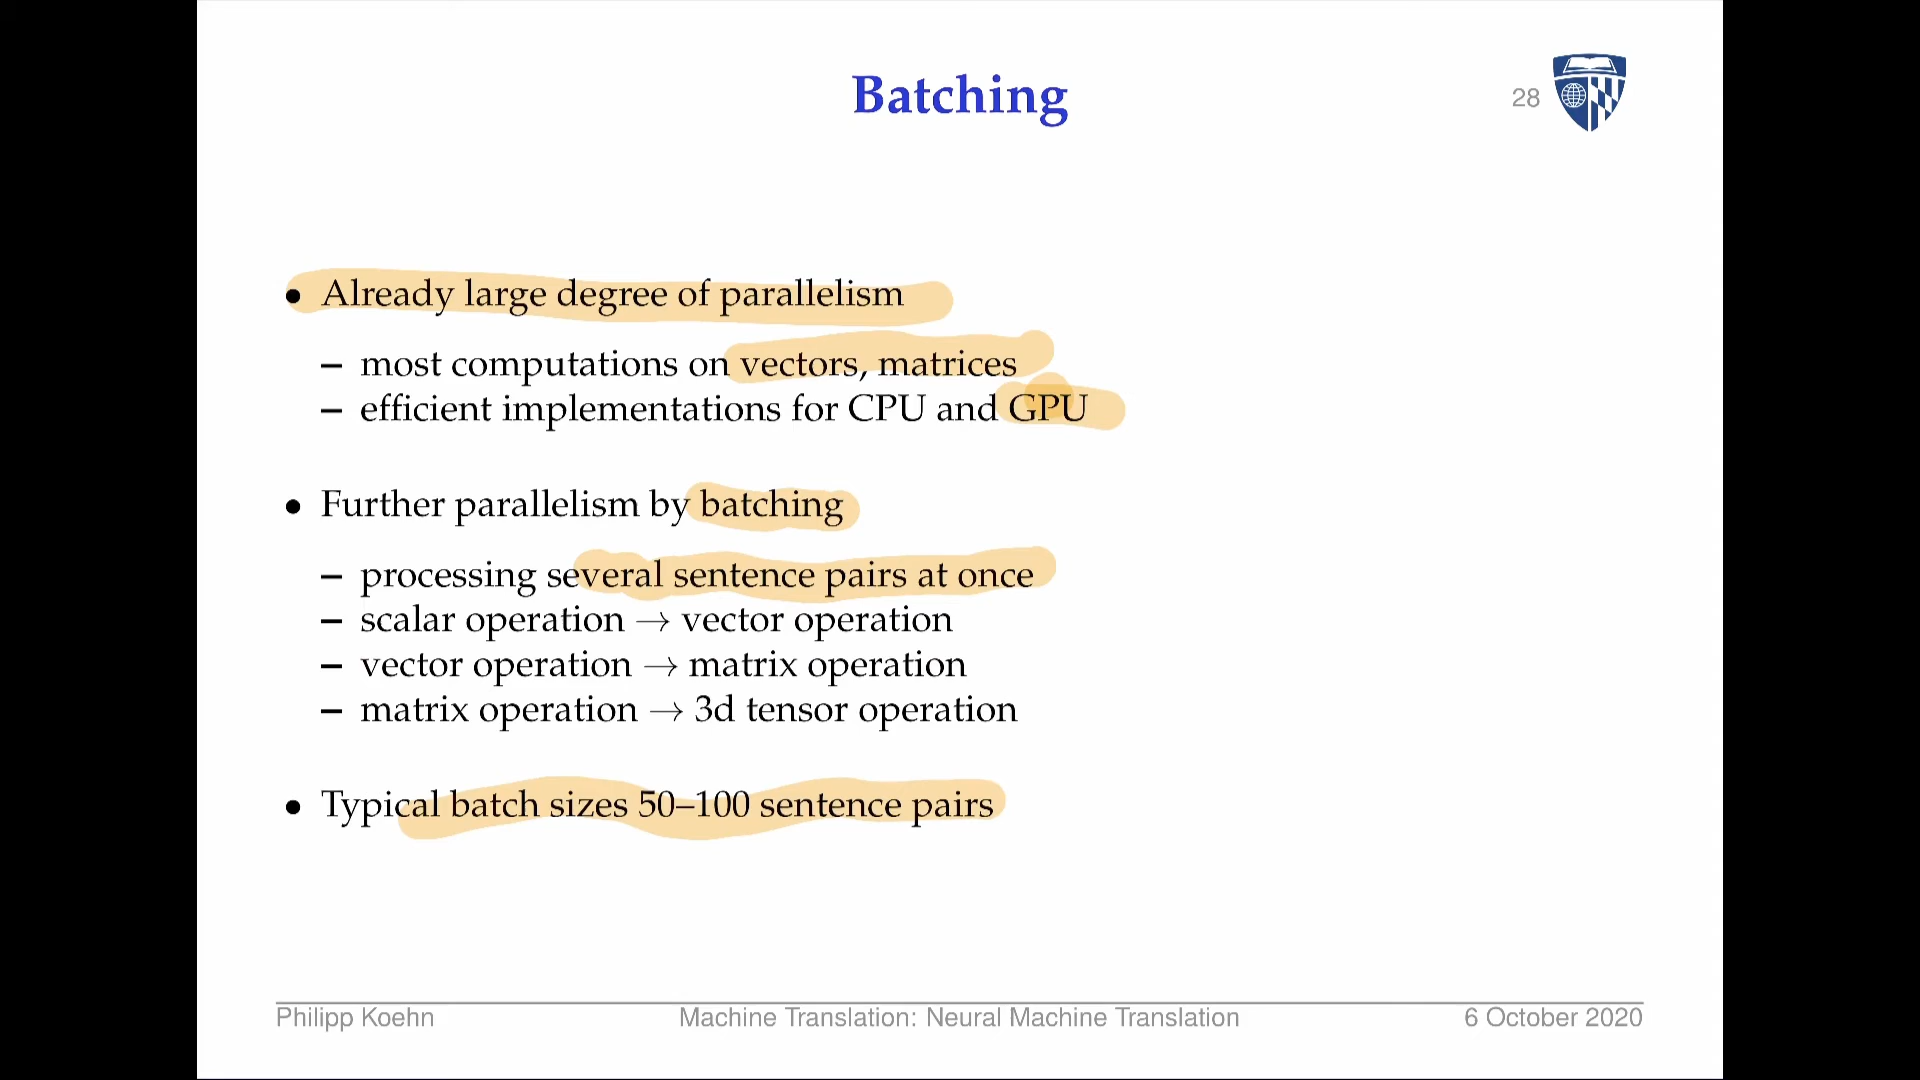 Batching
28
• Already large degree of parallelism
– most computations on vectors, matrices
– efficient implementations for CPU and GPU
• Further parallelism by batching
– processing several sentence pairs at once
– scalar operation → vector operation
– vector operation → matrix operation
– matrix operation → 3d tensor operation
• Typical batch sizes 50–100 sentence pairs
Philipp Koehn
Machine Translation: Neural Machine Translation
6 October 2020